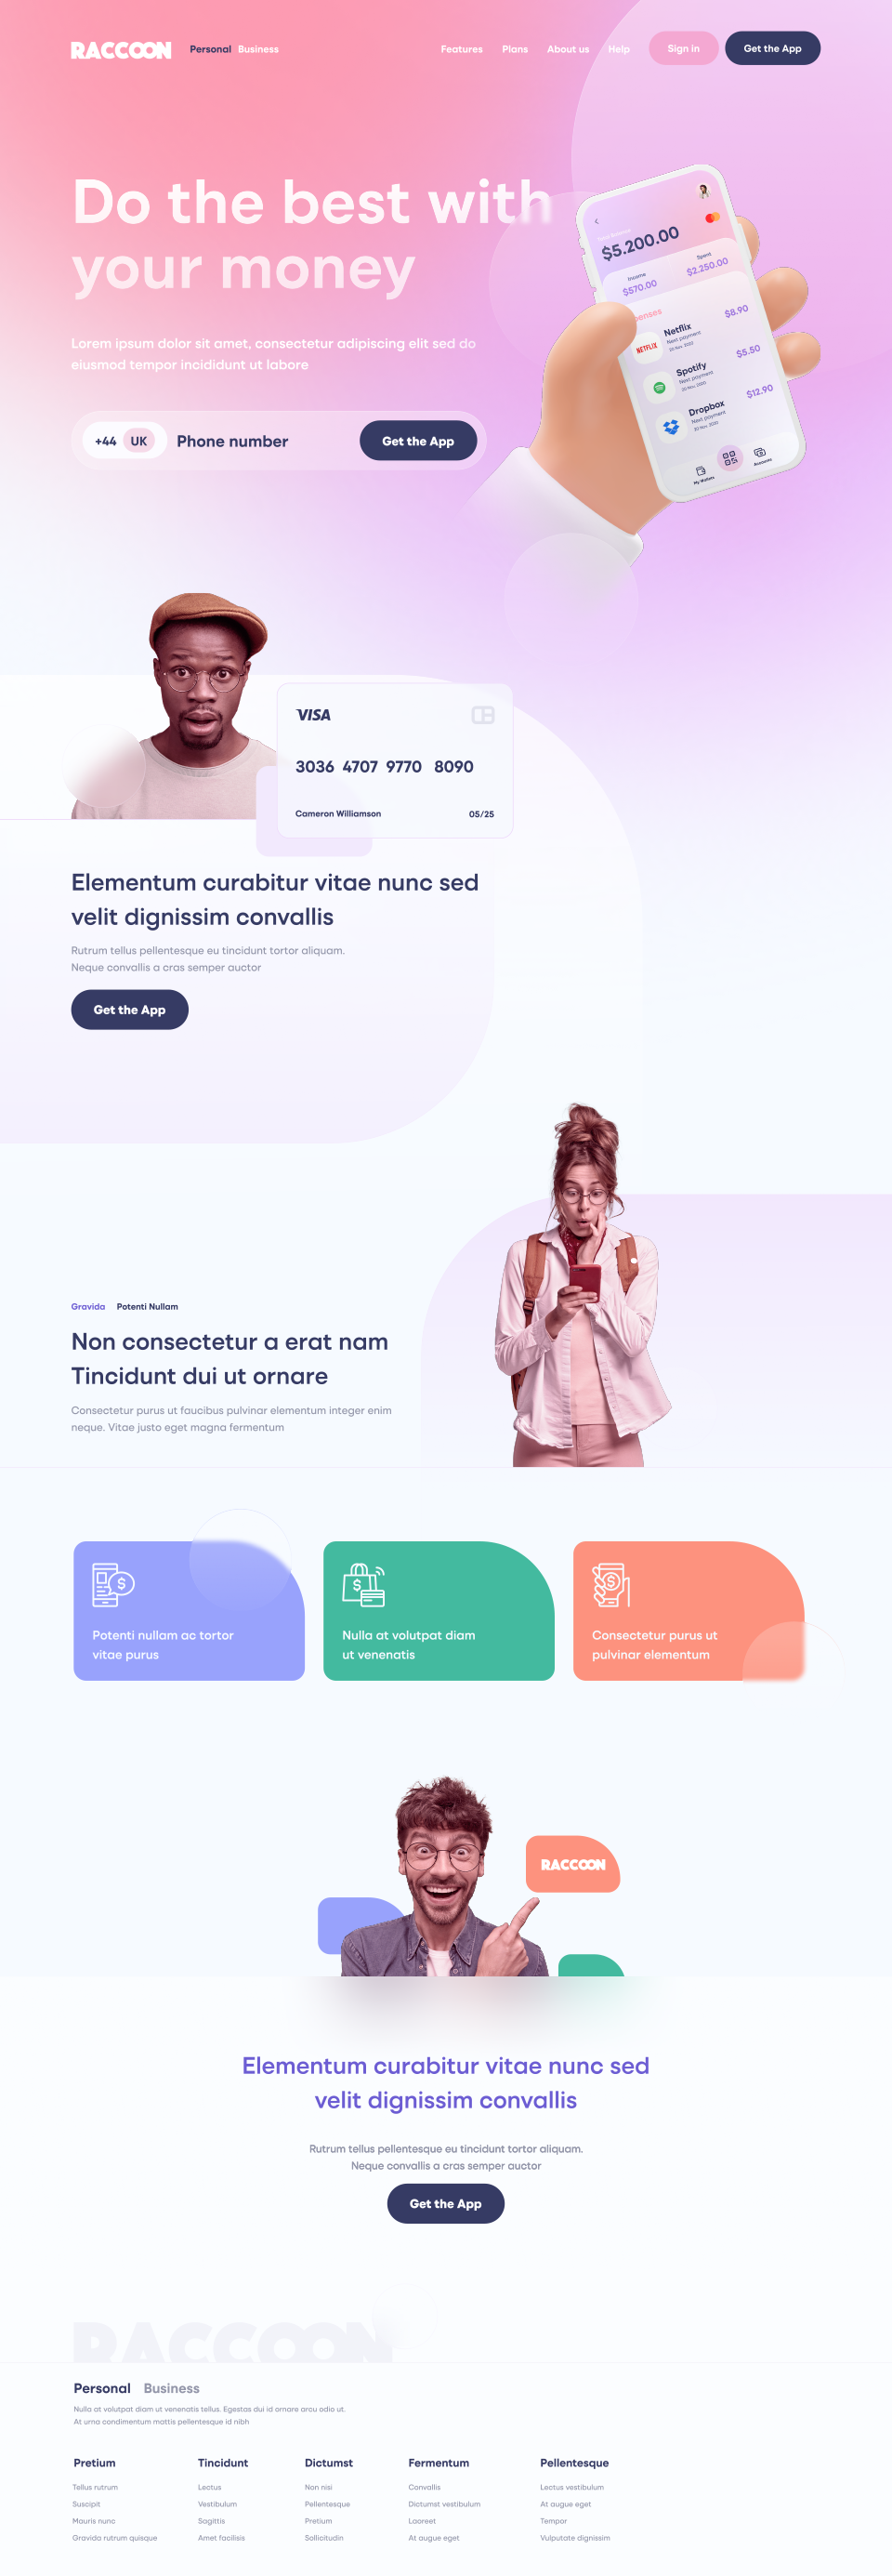 RACCOON
Personal Business
Features Plans About us Help
Sign in
Get the App
Do the best with
your money
Lorem ipsum dolor sit amet, consectetur adipiscing elit sed do
eiusmod tempor incididunt ut labore
+44 UK Phone number
Get the App
$5.200.00
Income
$570.00
Spent
$2.250.00
Netflix
Next payment
$8.90
NETFLIX
Spotify
Next payment
$5.50
Dropbox
Next payment
$12.90
My Wallets
Accounts
VISA
3036 4707 9770 8090
Cameron Williamson 05/25
Elementum curabitur vitae nunc sed
velit dignissim convallis
Rutrum tellus pellentesque eu tincidunt tortor aliquam.
Neque convallis a cras semper auctor
Get the App
Gravida Potenti Nullam
Non consectetur a erat nam
Tincidunt dui ut ornare
Consectetur purus ut faucibus pulvinar elementum integer enim
neque. Vitae justo eget magna fermentum
Potenti nullam ac tortor
vitae purus
Nulla at volutpat diam
ut venenatis
Consectetur purus ut
pulvinar elementum
RACCOON
Elementum curabitur vitae nunc sed
velit dignissim convallis
Rutrum tellus pellentesque eu tincidunt tortor aliquam.
Neque convallis a cras semper auctor
Get the App
RACCOON
Personal Business
Nulla at volutpat diam ut venenatis tellus. Egestas dui id ornare arcu odio ut.
At urna condimentum mattis pellentesque id nibh
Pretium Tincidunt Dictumst Fermentum Pellentesque
Tellus rutrum Lectus Non nisi Convallis Lectus vestibulum
Suscipit Vestibulum Pellentesque Dictumst vestibulum At augue eget
Mauris nunc Sagittis Pretium Laoreet Tempor
Gravida rutrum quisque Amet facilisis Sollicitudin At augue eget Vulputate dignissim